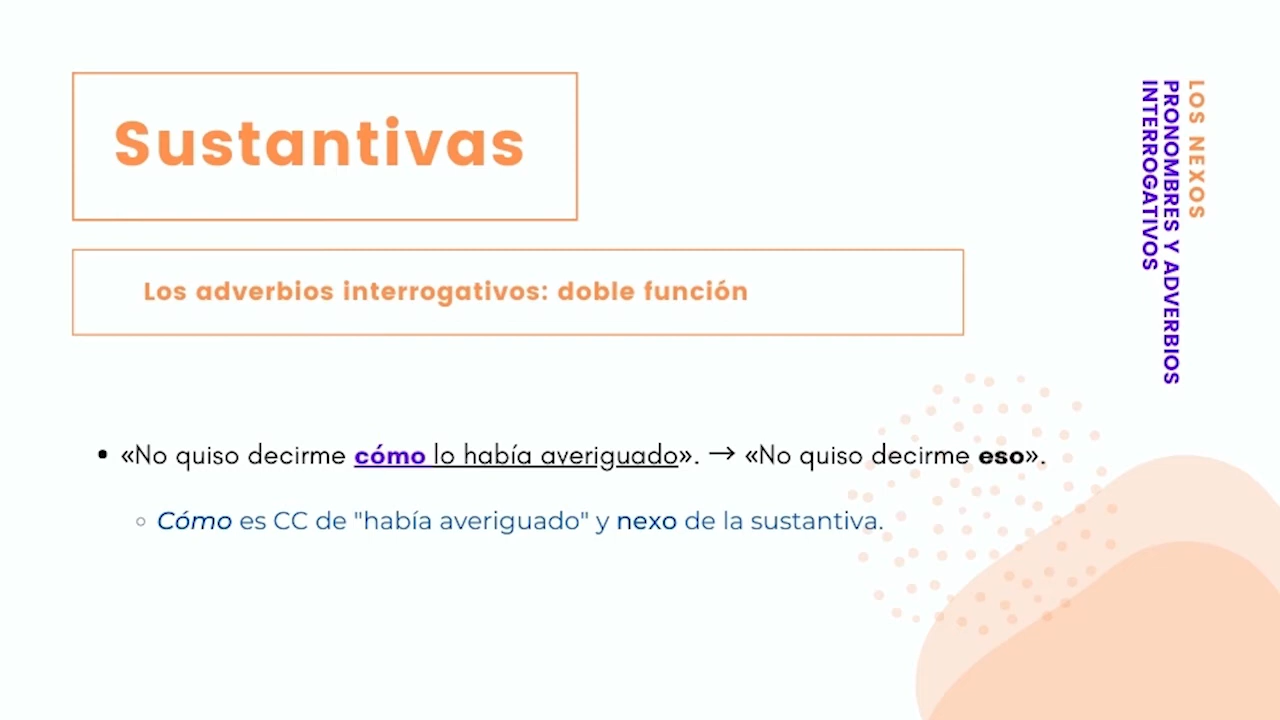 Sustantivas
Los adverbios interrogativos: doble función
• «No quiso decirme cómo lo había averiguado». → «No quiso decirme eso».
◦ Cómo es CC de "había averiguado" y nexo de la sustantiva.
LOS NEXOS
PRONOMBRES Y ADVERBIOS
INTERROGATIVOS